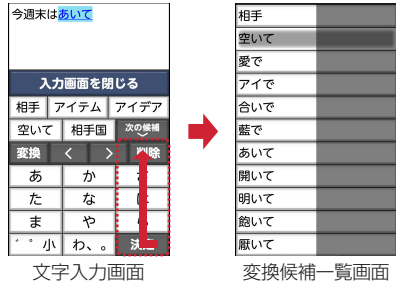 今週末はあいて
入力画面を閉じる
相手 アイテム アイデア
空いて 相手国 次の候補
変換 < > 削除
あ か
た な は
ま や
゛゜小 わ、。 決定
文字入力画面
相手
空いて
愛で
アイで
合いで
藍で
あいて
開いて
明いて
飽いて
厭いて
変換候補一覧画面